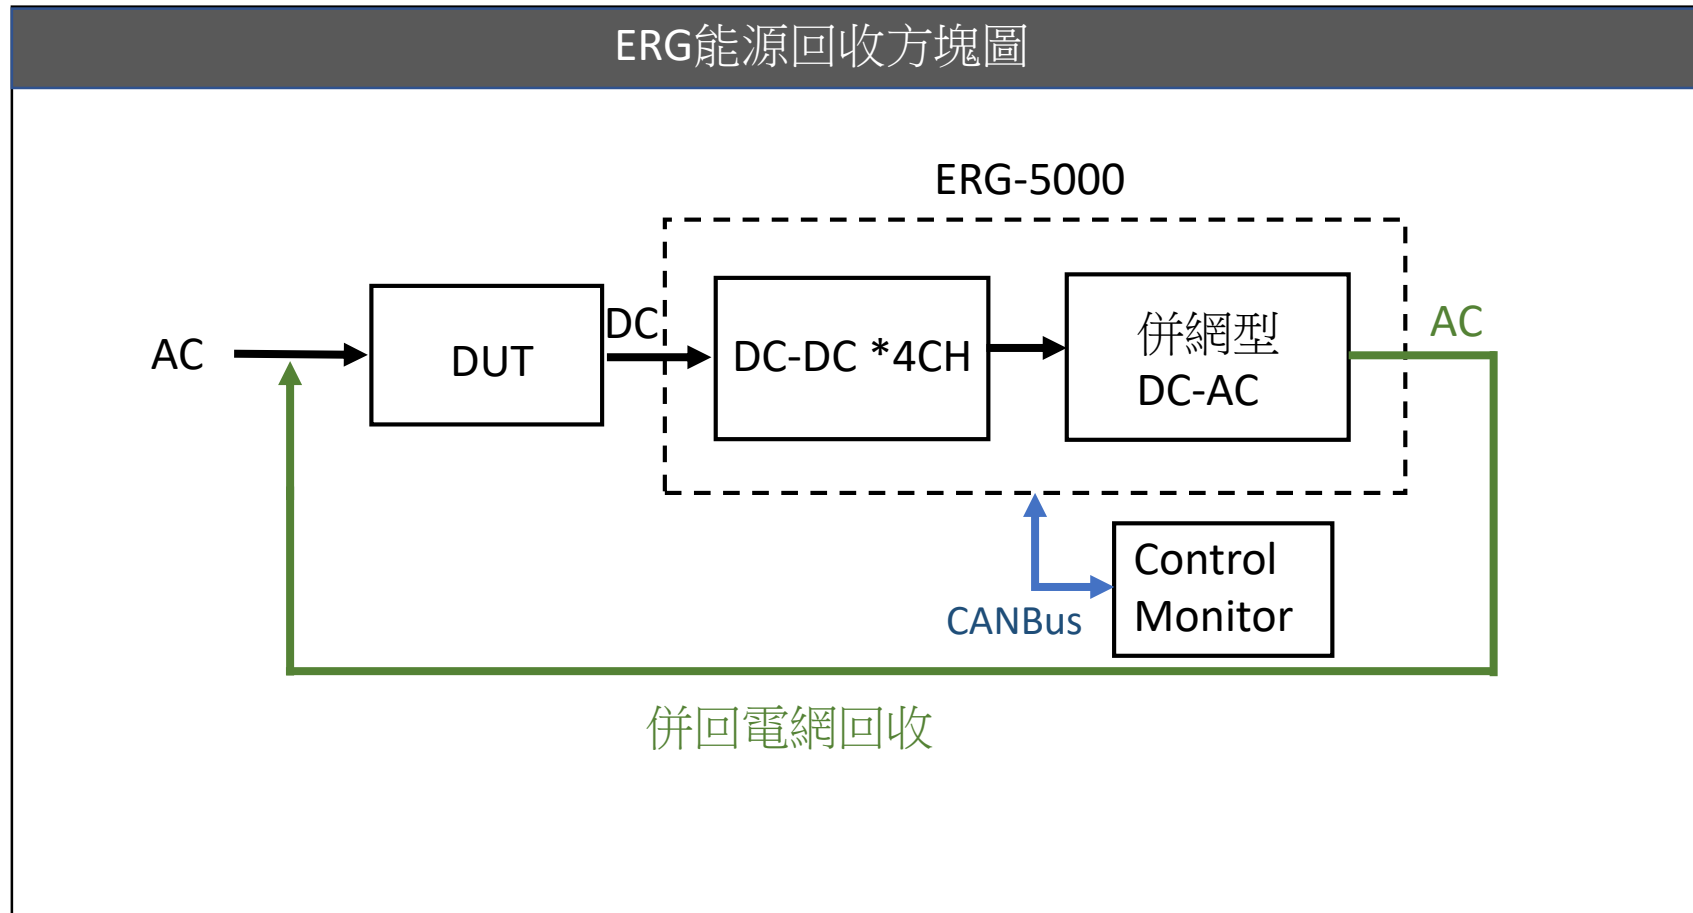 ERG能源回收方塊圖
ERG-5000
AC
DUT
DC
DC-DC *4CH
併網型
DC-AC
AC
CANBus
Control
Monitor
併回電網回收